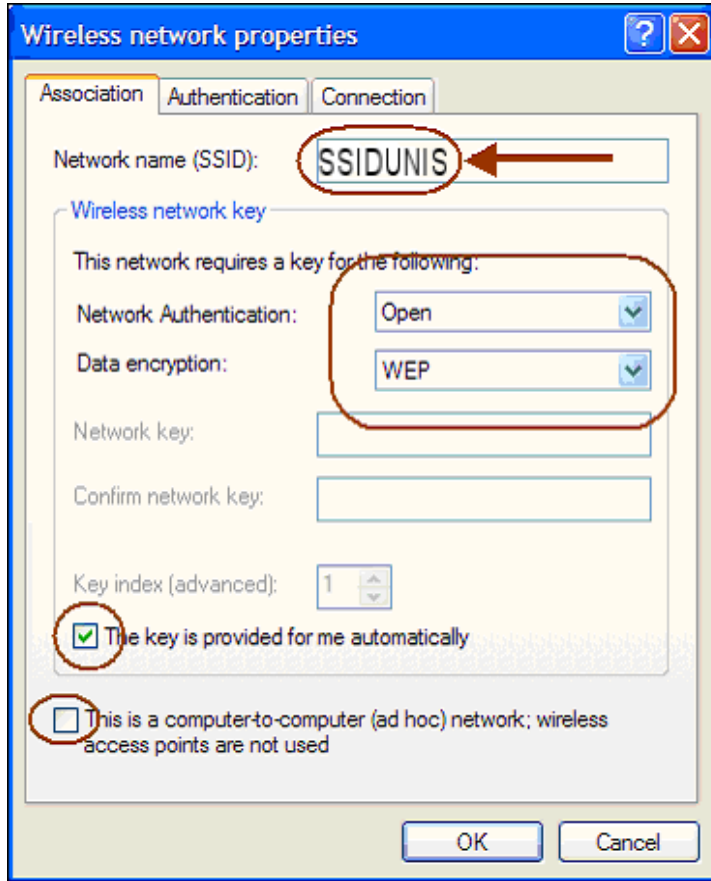 Wireless network properties
Association Authentication Connection
Network name (SSID): SSIDUNIS
Wireless network key
This network requires a key for the following:
Network Authentication: Open
Data encryption: WEP
Network key:
Confirm network key:
Key index (advanced): 1
The key is provided for me automatically
This is a computer-to-computer (ad hoc) network; wireless
access points are not used
OK Cancel